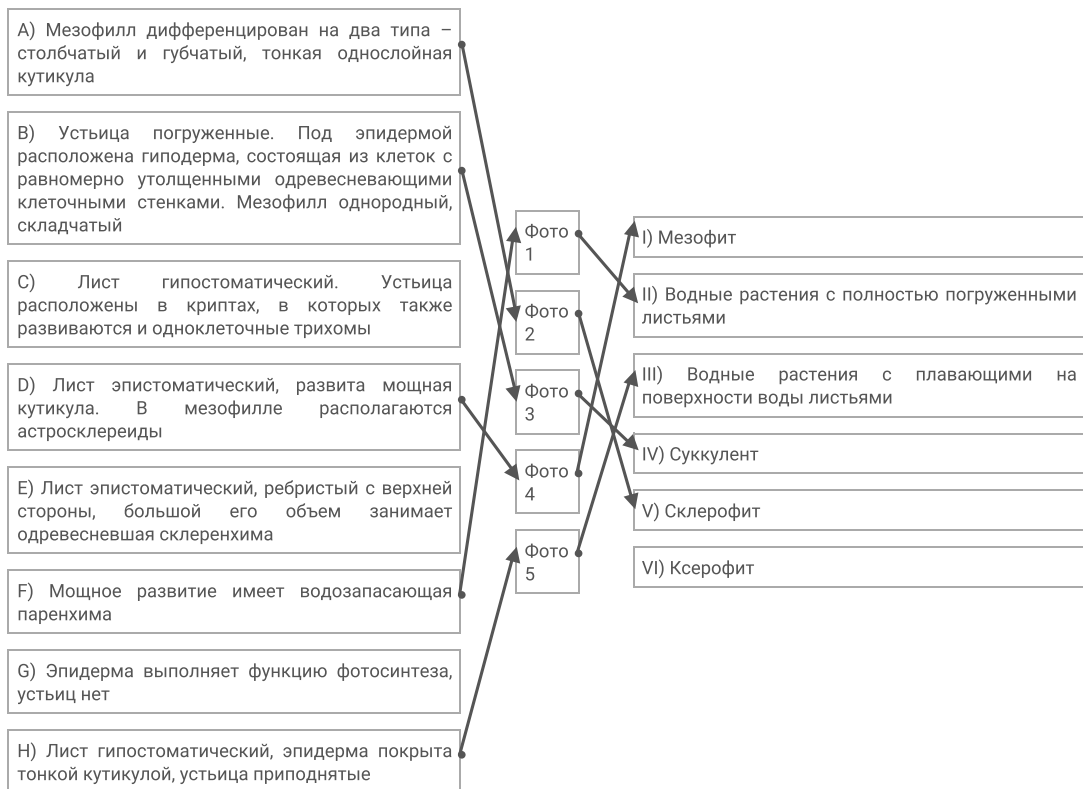 A) Мезофилл дифференцирован на два типа –
столбчатый и губчатый, тонкая однослойная
кутикула
B) Устьица погруженные. Под эпидермой
расположена гиподерма, состоящая из клеток с
равномерно утолщенными одревесневающими
клеточными стенками. Мезофилл однородный,
складчатый
C) Лист гипостоматический. Устьица
расположены в криптах, в которых также
развиваются и одноклеточные трихомы
D) Лист эпистоматический, развита мощная
кутикула. В мезофилле располагаются
астросклереиды
E) Лист эпистоматический, ребристый с верхней
стороны, большой его объем занимает
одревесневшая склеренхима
F) Мощное развитие имеет водозапасающая
паренхима
G) Эпидерма выполняет функцию фотосинтеза,
устьиц нет
H) Лист гипостоматический, эпидерма покрыта
тонкой кутикулой, устьица приподнятые
Фото
1
Фото
2
Фото
3
Фото
4
Фото
5
I) Мезофит
II) Водные растения с полностью погруженными
листьями
III) Водные растения с плавающими на
поверхности воды листьями
IV) Суккулент
V) Склерофит
VI) Ксерофит